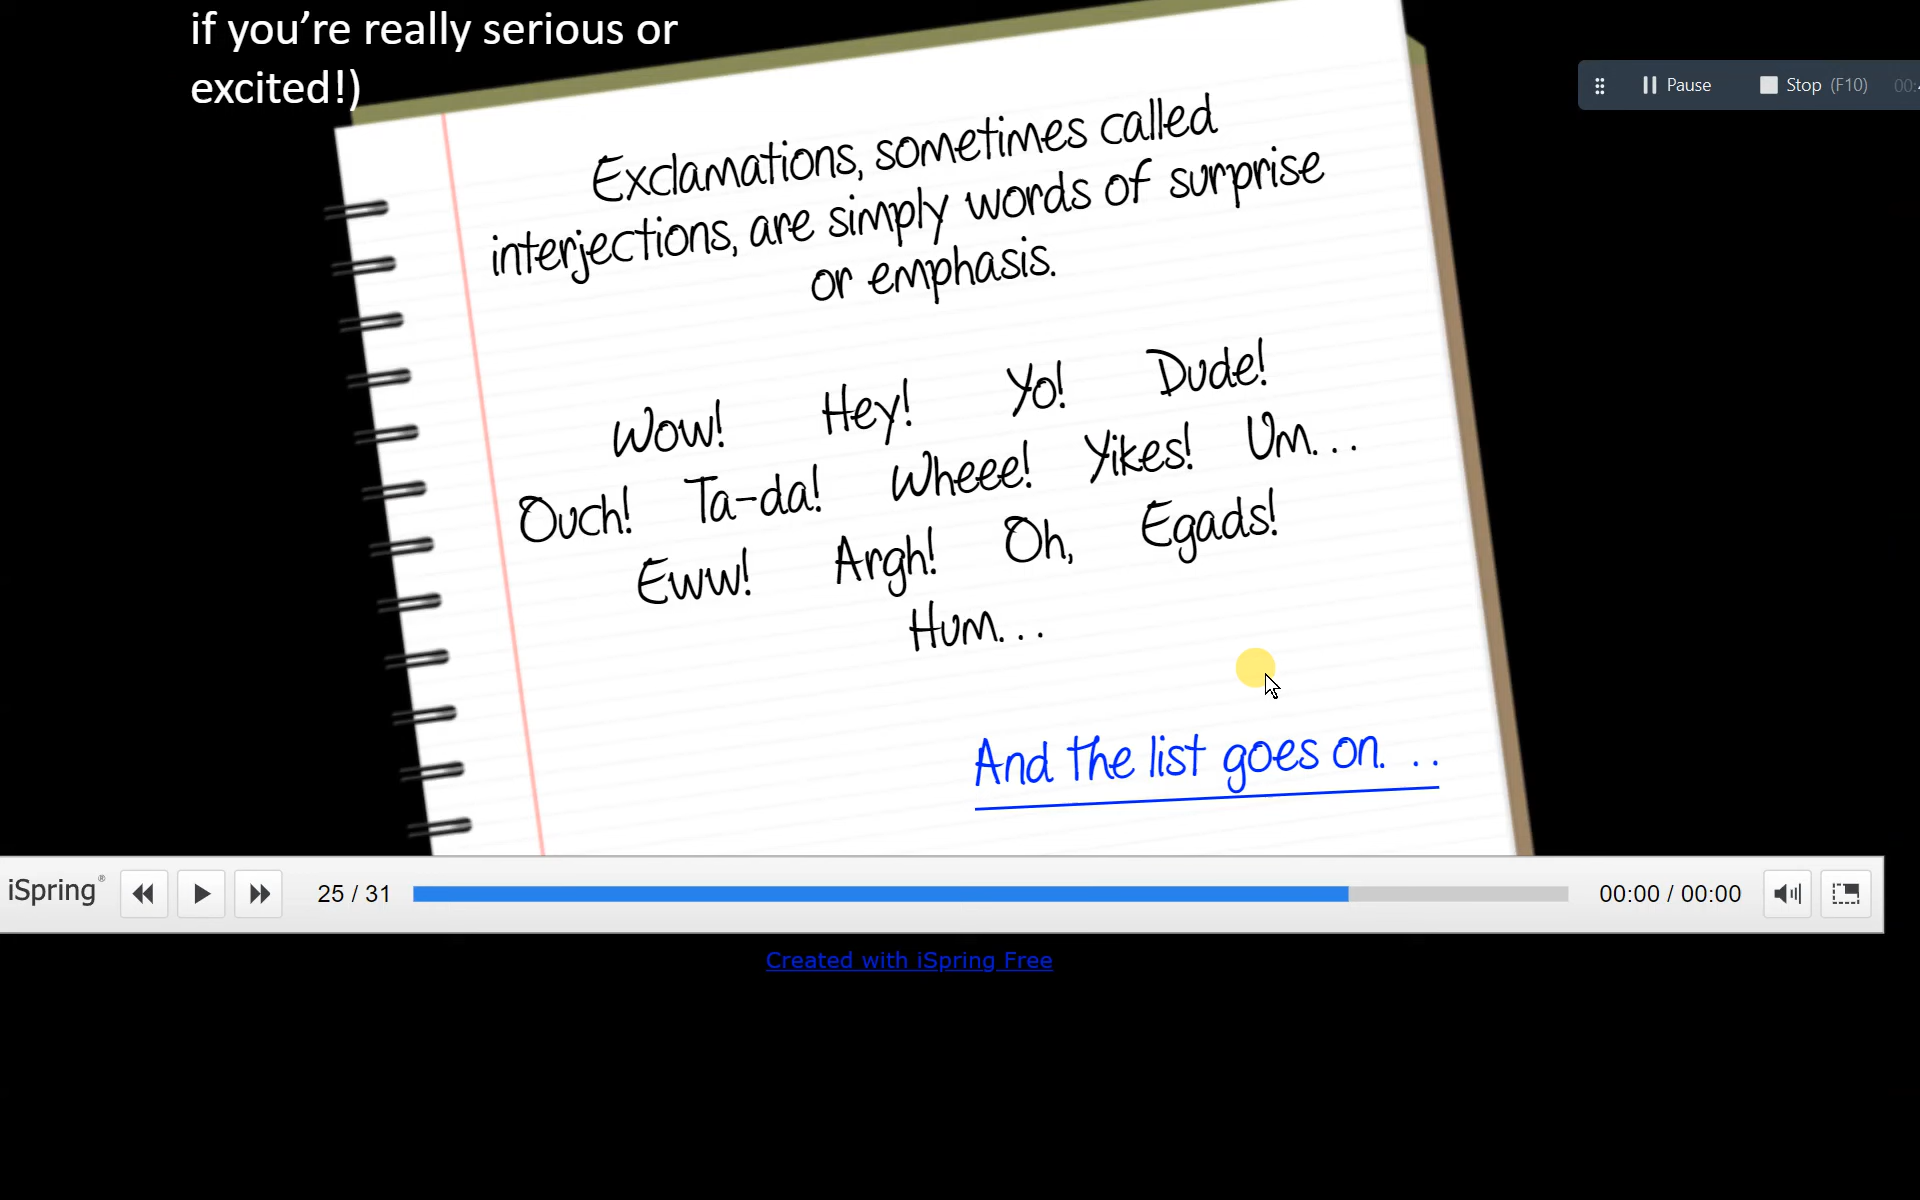 if you're really serious or
excited!)
Pause Stop (F10) 00:
Exclamations, sometimes called
interjections, are simply words of surprise
or emphasis.
Wow! Hey! Yo! Dude!
Ouch! Ta-da! Wheee! Yikes! Um...
Eww! Argh! Oh, Egads!
Hum...
And the list goes on. . .
iSpring® 25 / 31 00:00 / 00:00
Created with iSpring Free